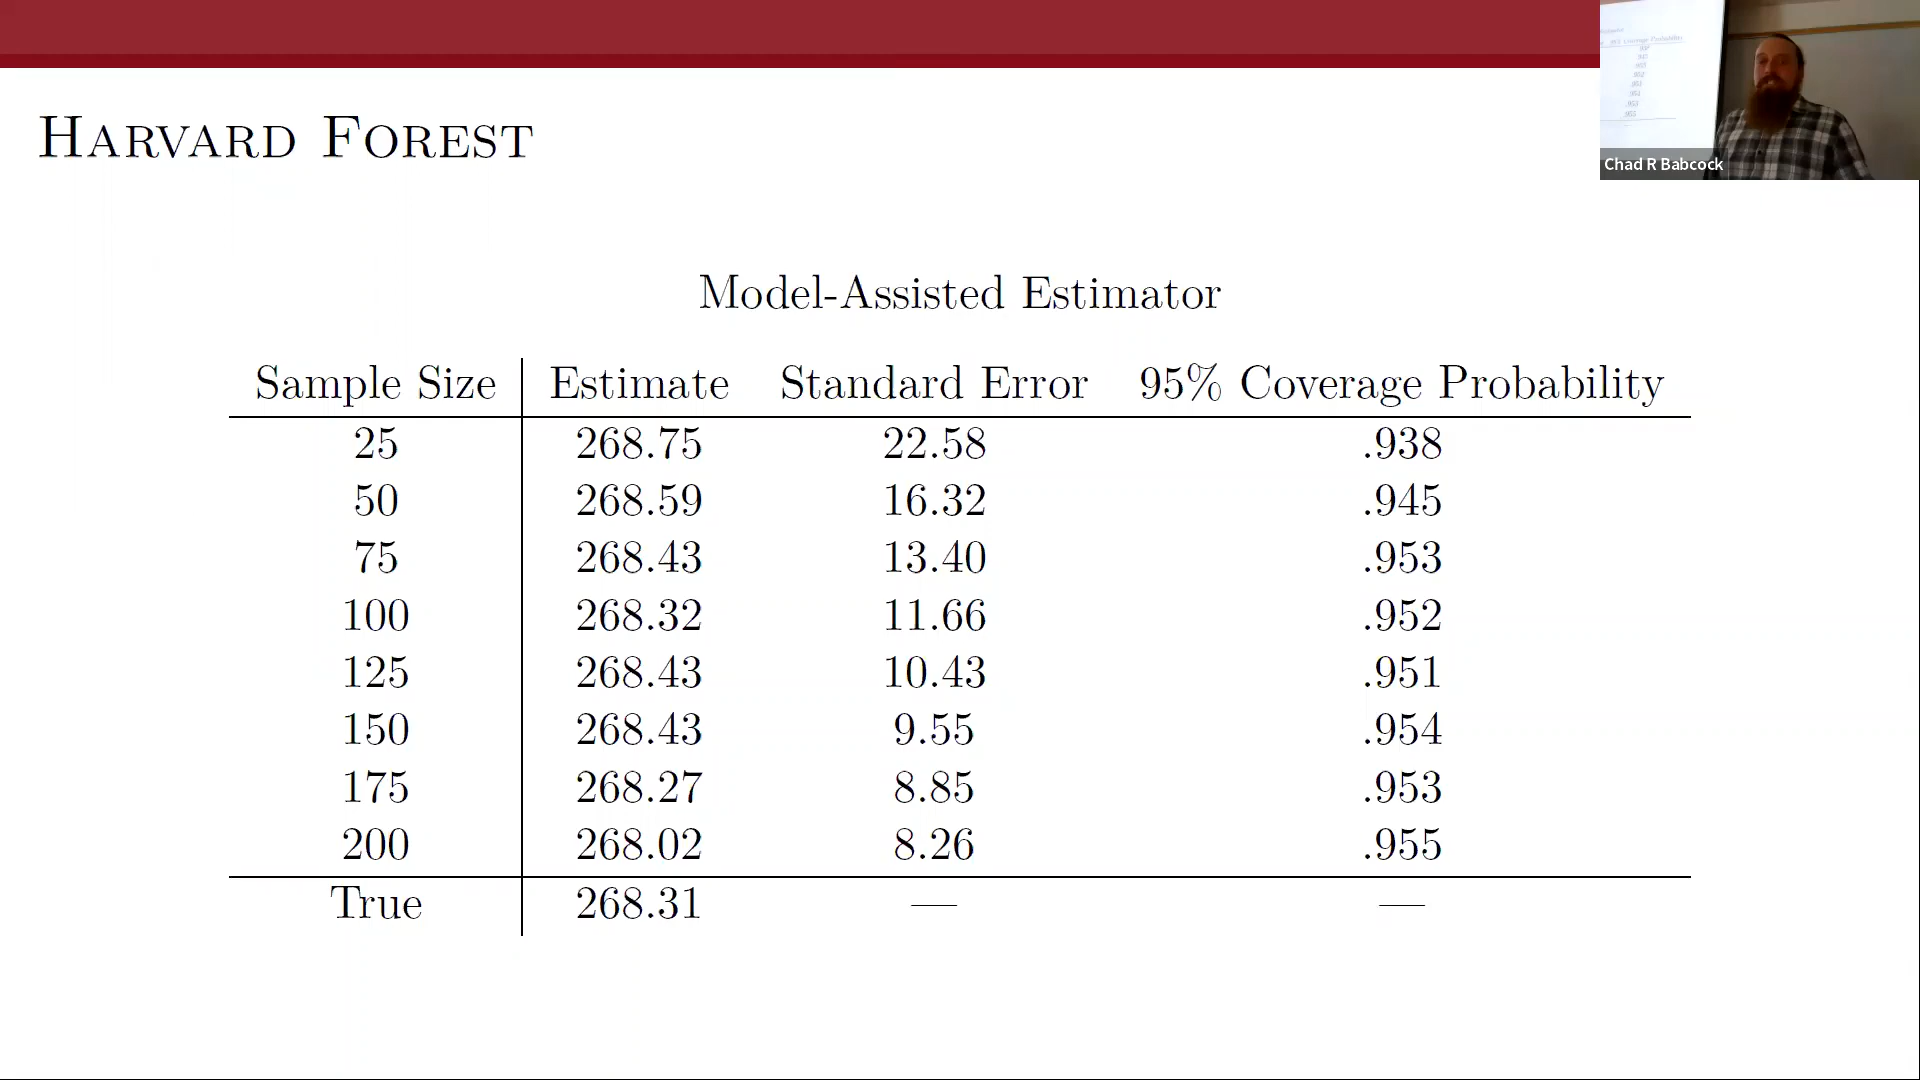 HARVARD FOREST
Chad R Babcock
Model-Assisted Estimator
Sample Size Estimate Standard Error 95% Coverage Probability
25 268.75 22.58 .938
50 268.59 16.32 .945
75 268.43 13.40 .953
100 268.32 11.66 .952
125 268.43 10.43 .951
150 268.43 9.55 .954
175 268.27 8.85 .953
200 268.02 8.26 .955
True 268.31 — —